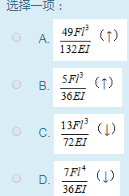 选择一项：
A. 49Fl³/132EI (↑)
B. 5Fl³/36EI (↑)
C. 13Fl³/72EI (↓)
D. 7Fl⁴/36EI (↓)